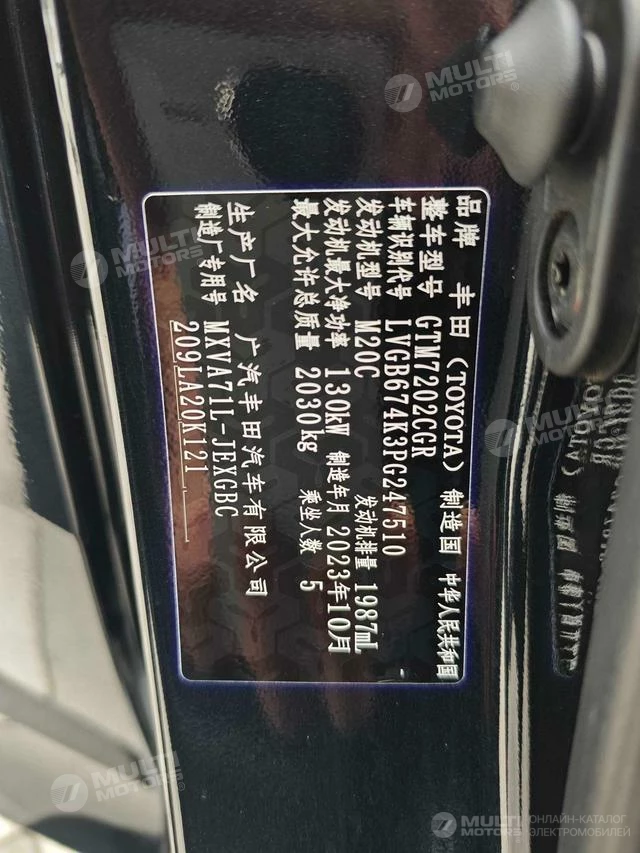 品牌 丰田 (TOYOTA) 制造国 中华人民共和国
整车型号 GTM7202CGR
车辆识别代号 LVGB674K3PG247510
发动机型号 M20C 发动机排量 1987mL
发动机最大净功率 130kW 制造年月 2023年10月
最大允许总质量 2030kg 乘坐人数 5
生产厂名 广汽丰田汽车有限公司
制造厂专用号 MXVA71L-JEXGBC
209LA20K121
MULTI MOTORS®
MULTI MOTORS
MULTI MOTORS
MULTI MOTORS
MULTI MOTORS
MULTI MOTORS ОНЛАЙН-КАТАЛОГ
ЭЛЕКТРОМОБИЛЕЙ